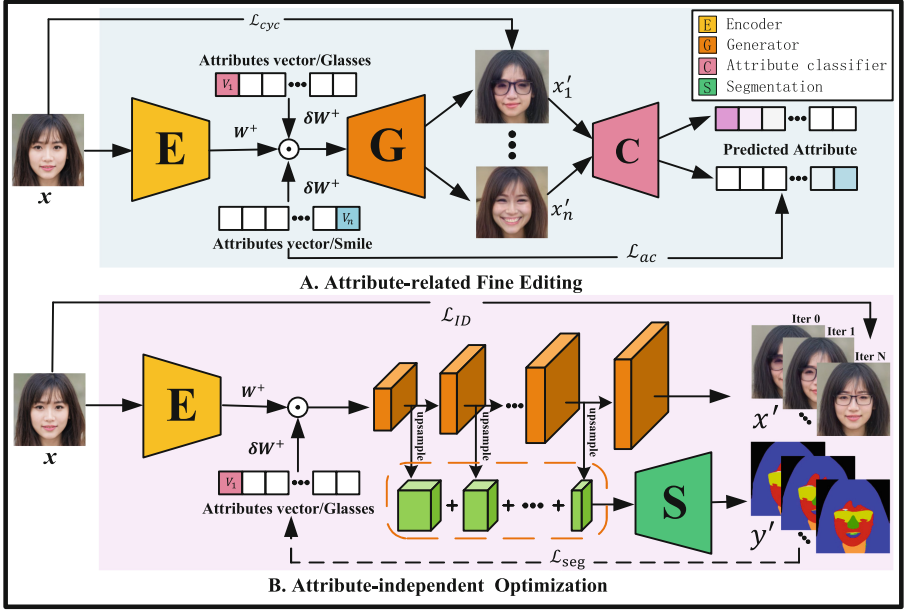 ℒcyc
E Encoder
G Generator
C Attribute classifier
S Segmentation
Attributes vector/Glasses
V1
δW+
x
E
W+
G
x′1
x′n
C
Predicted Attribute
δW+
Vn
Attributes vector/Smile
ℒac
A. Attribute-related Fine Editing
ℒID
Iter 0
Iter 1
Iter N
x
E
W+
δW+
upsample
upsample
upsample
x′
V1
Attributes vector/Glasses
+ + +
S
y′
ℒseg
B. Attribute-independent Optimization